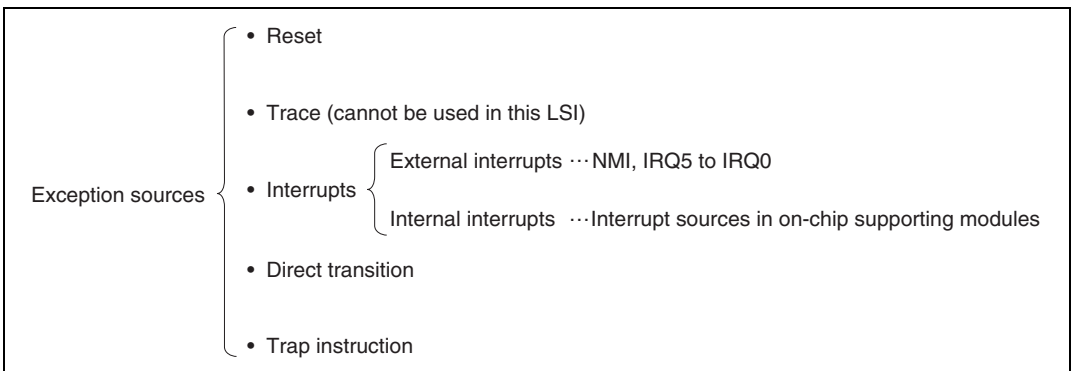 • Reset
• Trace (cannot be used in this LSI)
External interrupts ···NMI, IRQ5 to IRQ0
Exception sources
• Interrupts
Internal interrupts ···Interrupt sources in on-chip supporting modules
• Direct transition
• Trap instruction